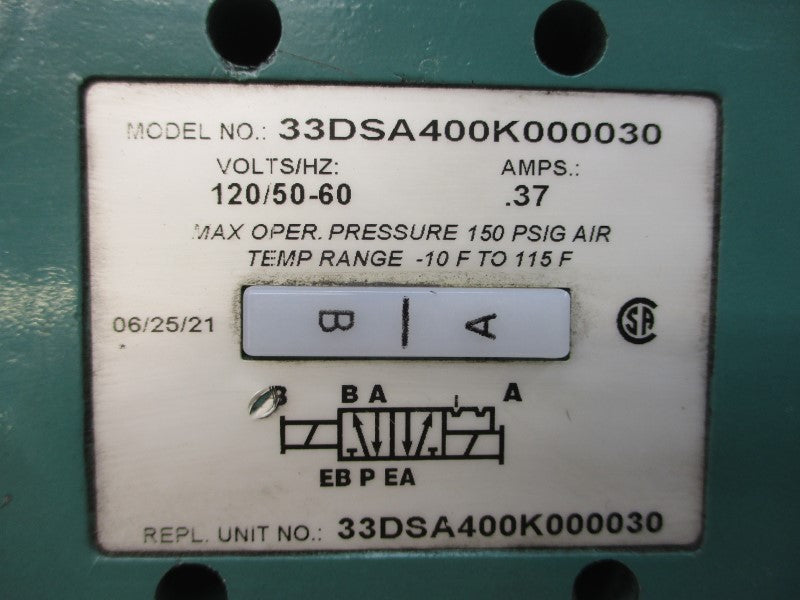 MODEL NO.: 33DSA400K000030
VOLTS/HZ: AMPS.:
120/50-60 .37
MAX OPER. PRESSURE 150 PSIG AIR
TEMP RANGE -10 F TO 115 F
06/25/21
B | A
SA
B B A A
EB P EA
REPL. UNIT NO.: 33DSA400K000030